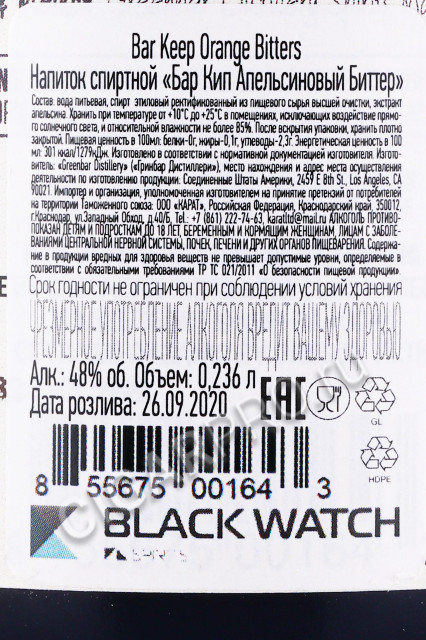 Bar Keep Orange Bitters
Напиток спиртной «Бар Кип Апельсиновый Биттер»
Состав: вода питьевая, спирт этиловый ректификованный из пищевого сырья высшей очистки, экстракт
апельсина. Хранить при температуре от +10°С до +25°С в помещениях, исключающих воздействие прямо-
го солнечного света, и относительной влажности не более 85%. После вскрытия упаковки, хранить плотно
закрытой. Пищевая ценность в 100мл: белки-0г, жиры-0,1г, углеводы-2,3г. Энергетическая ценность в 100
мл: 301 ккал/1279кДж. Изготовлено в соответствии с нормативной документацией изготовителя. Изгото-
витель: «Greenbar Distillery» («Гринбар Дистиллери»), место нахождения и адрес места осуществления
деятельности по изготовлению продукции: Соединенные Штаты Америки, 2459 E 8th St., Los Angeles, CA
90021. Импортер и организация, уполномоченная изготовителем на принятие претензий от потребителей
на территории Таможенного союза: ООО «КАРАТ», Российская Федерация, Краснодарский край, 350012,
г.Краснодар, ул.Западный Обход, д.40/Б, Tel.: +7 (861) 222-74-63, karatltd@mail.ru АЛКОГОЛЬ ПРОТИВО-
ПОКАЗАН ДЕТЯМ И ПОДРОСТКАМ ДО 18 ЛЕТ, БЕРЕМЕННЫМ И КОРМЯЩИМ ЖЕНЩИНАМ, ЛИЦАМ С ЗАБОЛЕ-
ВАНИЯМИ ЦЕНТРАЛЬНОЙ НЕРВНОЙ СИСТЕМЫ, ПОЧЕК, ПЕЧЕНИ И ДРУГИХ ОРГАНОВ ПИЩЕВАРЕНИЯ. Содержа-
ние в продукции вредных для здоровья веществ не превышает допустимые уровни, определяемые в
соответствии с обязательными требованиями ТР ТС 021/2011 «О безопасности пищевой продукции».
Срок годности не ограничен при соблюдении условий хранения
ЧРЕЗМЕРНОЕ УПОТРЕБЛЕНИЕ АЛКОГОЛЯ ВРЕДИТ ВАШЕМУ ЗДОРОВЬЮ
Алк.: 48% об. Объем: 0,236 л
Дата розлива: 26.09.2020
EAC
GL
HDPE
8 55675 00164 3
BLACK WATCH